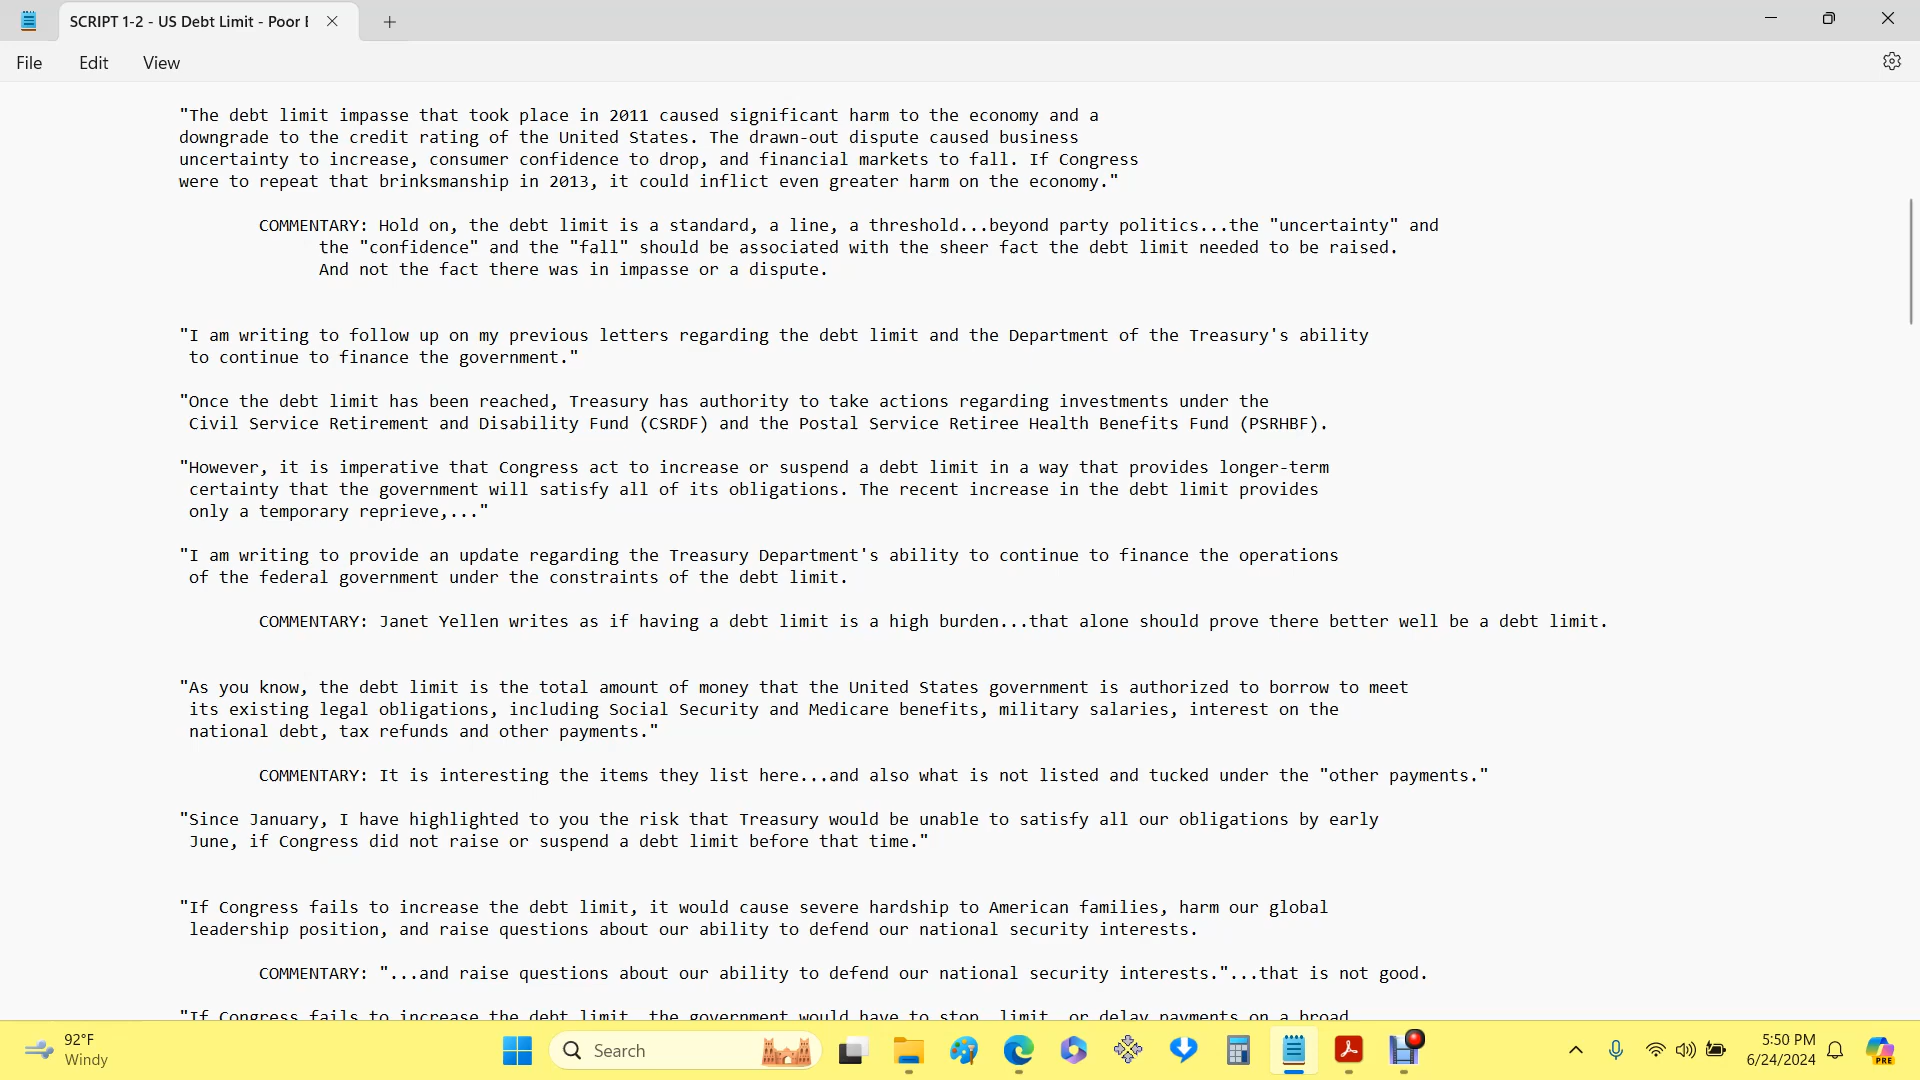 SCRIPT 1-2 - US Debt Limit - Poor
File Edit View
"The debt limit impasse that took place in 2011 caused significant harm to the economy and a
downgrade to the credit rating of the United States. The drawn-out dispute caused business
uncertainty to increase, consumer confidence to drop, and financial markets to fall. If Congress
were to repeat that brinksmanship in 2013, it could inflict even greater harm on the economy."
COMMENTARY: Hold on, the debt limit is a standard, a line, a threshold...beyond party politics...the "uncertainty" and
the "confidence" and the "fall" should be associated with the sheer fact the debt limit needed to be raised.
And not the fact there was in impasse or a dispute.
"I am writing to follow up on my previous letters regarding the debt limit and the Department of the Treasury's ability
to continue to finance the government."
"Once the debt limit has been reached, Treasury has authority to take actions regarding investments under the
Civil Service Retirement and Disability Fund (CSRDF) and the Postal Service Retiree Health Benefits Fund (PSRHBF).
"However, it is imperative that Congress act to increase or suspend a debt limit in a way that provides longer-term
certainty that the government will satisfy all of its obligations. The recent increase in the debt limit provides
only a temporary reprieve,..."
"I am writing to provide an update regarding the Treasury Department's ability to continue to finance the operations
of the federal government under the constraints of the debt limit.
COMMENTARY: Janet Yellen writes as if having a debt limit is a high burden...that alone should prove there better well be a debt limit.
"As you know, the debt limit is the total amount of money that the United States government is authorized to borrow to meet
its existing legal obligations, including Social Security and Medicare benefits, military salaries, interest on the
national debt, tax refunds and other payments."
COMMENTARY: It is interesting the items they list here...and also what is not listed and tucked under the "other payments."
"Since January, I have highlighted to you the risk that Treasury would be unable to satisfy all our obligations by early
June, if Congress did not raise or suspend a debt limit before that time."
"If Congress fails to increase the debt limit, it would cause severe hardship to American families, harm our global
leadership position, and raise questions about our ability to defend our national security interests.
COMMENTARY: "...and raise questions about our ability to defend our national security interests."...that is not good.
"If Congress fails to increase the debt limit, the government would have to stop, limit, or delay payments on a broad
92°F
Windy
Search
5:50 PM
6/24/2024
PRE